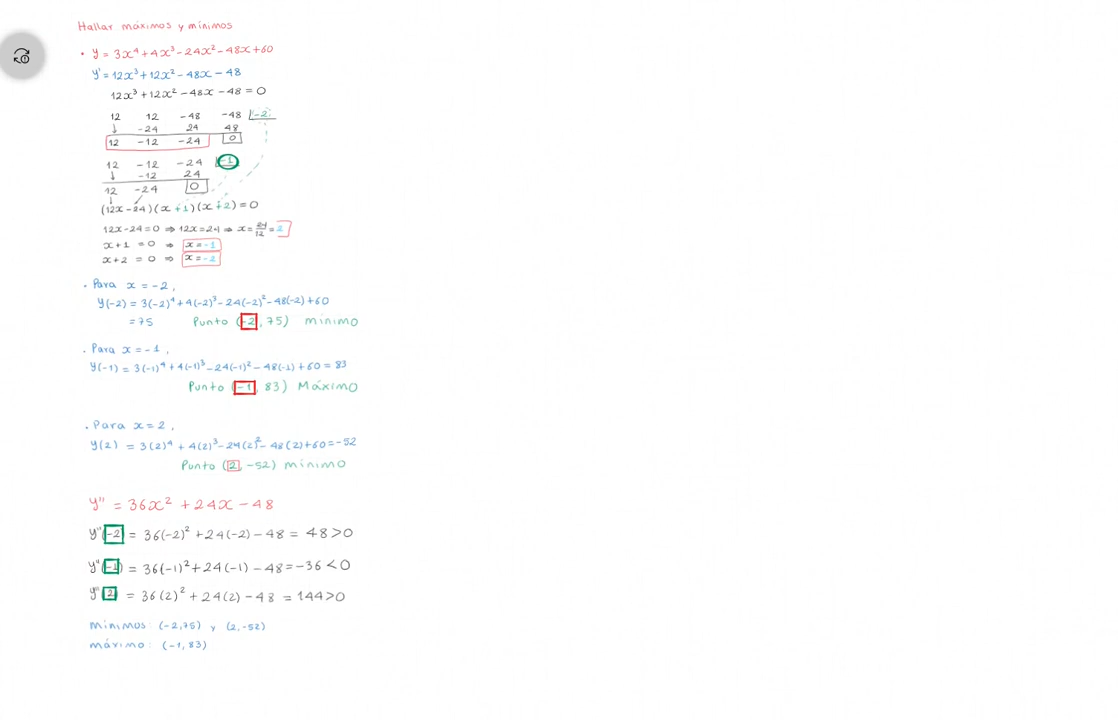 Hallar máximos y mínimos
• y = 3x⁴ + 4x³ - 24x² - 48x + 60
y' = 12x³ + 12x² - 48x - 48
12x³ + 12x² - 48x - 48 = 0
12 12 -48 -48 |-2
↓ -24 24 48
12 -12 -24 0
12 -12 -24 |-1
↓ -12 24
12 -24 0
(12x - 24)(x + 1)(x + 2) = 0
12x - 24 = 0 ⇒ 12x = 24 ⇒ x = 24/12 = 2
x + 1 = 0 ⇒ x = -1
x + 2 = 0 ⇒ x = -2
. Para x = -2,
y(-2) = 3(-2)⁴ + 4(-2)³ - 24(-2)² - 48(-2) + 60
= 75 Punto (-2, 75) mínimo
. Para x = -1,
y(-1) = 3(-1)⁴ + 4(-1)³ - 24(-1)² - 48(-1) + 60 = 83
Punto (-1, 83) Máximo
. Para x = 2,
y(2) = 3(2)⁴ + 4(2)³ - 24(2)² - 48(2) + 60 = -52
Punto (2, -52) mínimo
y'' = 36x² + 24x - 48
y''(-2) = 36(-2)² + 24(-2) - 48 = 48 > 0
y''(-1) = 36(-1)² + 24(-1) - 48 = -36 < 0
y''(2) = 36(2)² + 24(2) - 48 = 144 > 0
mínimos: (-2, 75) y (2, -52)
máximo: (-1, 83)